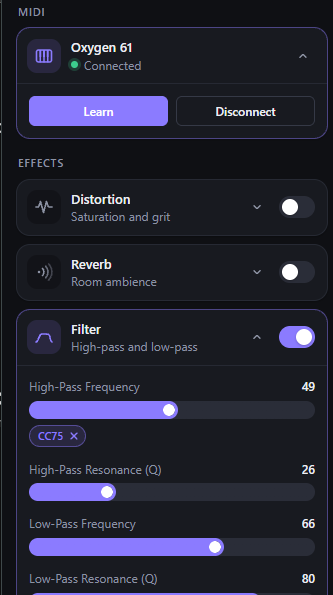 MIDI
Oxygen 61
Connected
Learn
Disconnect
EFFECTS
Distortion
Saturation and grit
Reverb
Room ambience
Filter
High-pass and low-pass
High-Pass Frequency 49
CC75 ✕
High-Pass Resonance (Q) 26
Low-Pass Frequency 66
Low-Pass Resonance (Q) 80